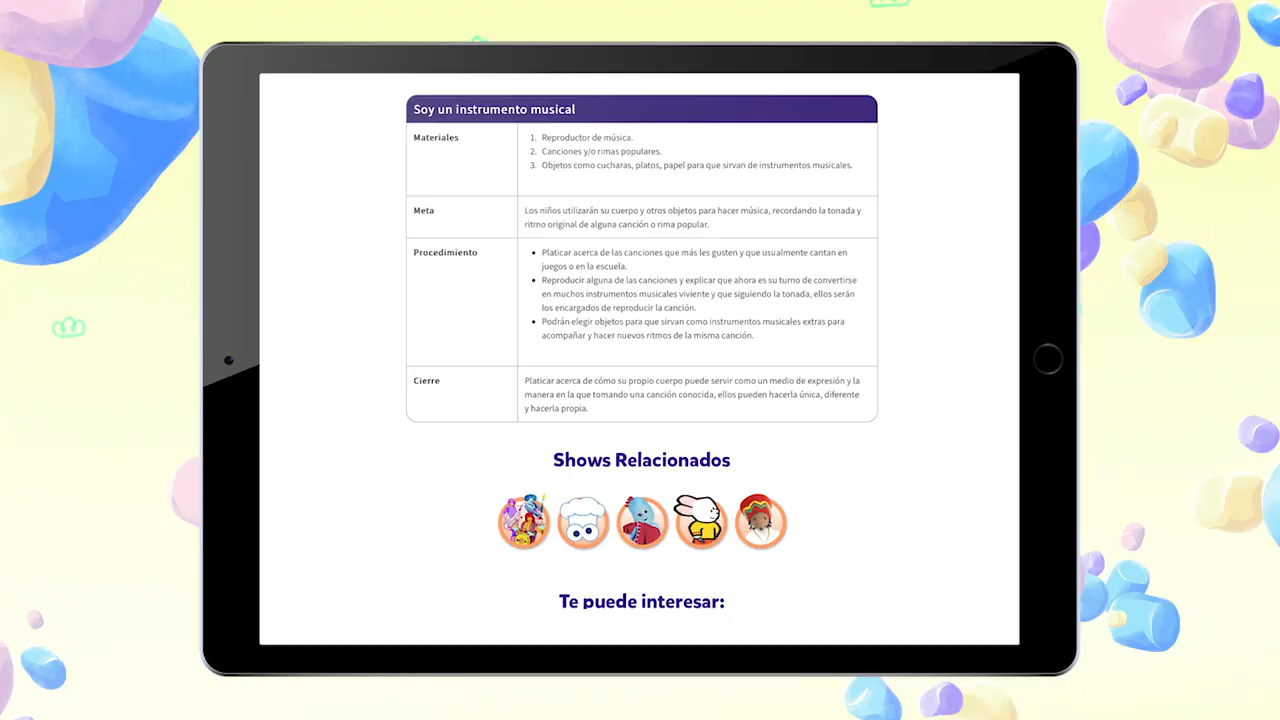 Soy un instrumento musical
Materiales
1. Reproductor de música.
2. Canciones y/o rimas populares.
3. Objetos como cucharas, platos, papel para que sirvan de instrumentos musicales.
Meta
Los niños utilizarán su cuerpo y otros objetos para hacer música, recordando la tonada y
ritmo original de alguna canción o rima popular.
Procedimiento
• Platicar acerca de las canciones que más les gusten y que usualmente cantan en
juegos o en la escuela.
• Reproducir alguna de las canciones y explicar que ahora es su turno de convertirse
en muchos instrumentos musicales viviente y que siguiendo la tonada, ellos serán
los encargados de reproducir la canción.
• Podrán elegir objetos para que sirvan como instrumentos musicales extras para
acompañar y hacer nuevos ritmos de la misma canción.
Cierre
Platicar acerca de cómo su propio cuerpo puede servir como un medio de expresión y la
manera en la que tomando una canción conocida, ellos pueden hacerla única, diferente
y hacerla propia.
Shows Relacionados
Te puede interesar: